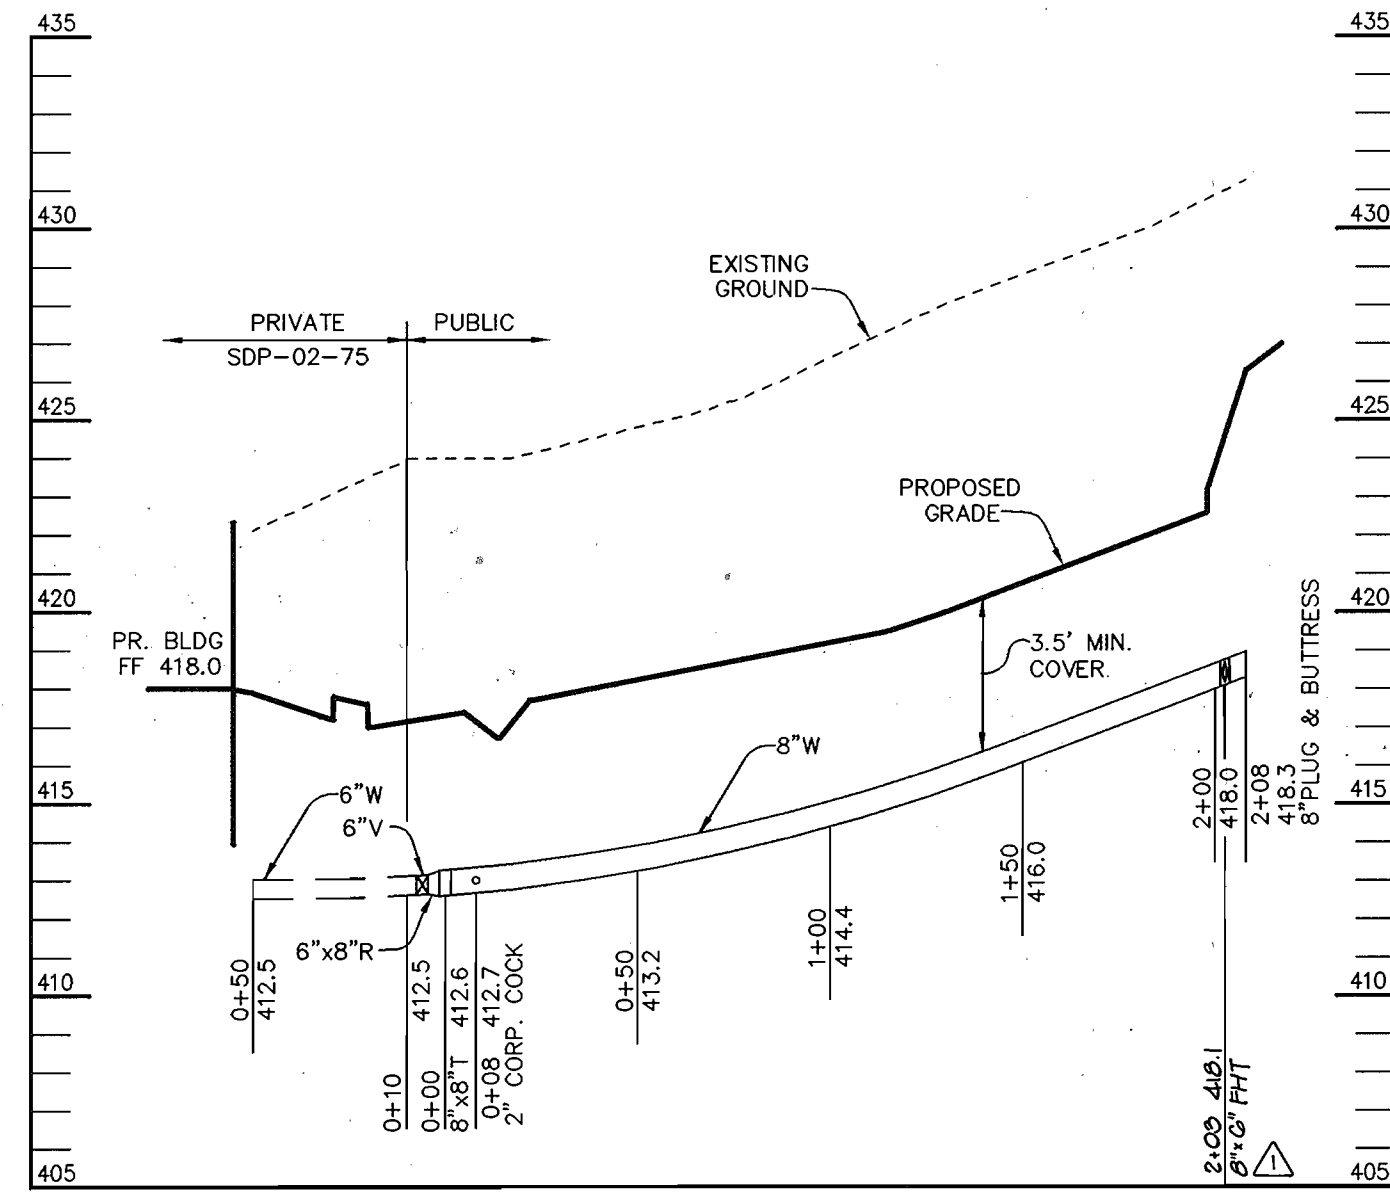 435
435
430
430
EXISTING
GROUND
PRIVATE
PUBLIC
SDP-02-75
425
425
PROPOSED
GRADE
420
420
PR. BLDG
FF 418.0
3.5' MIN.
COVER.
8"W
6"W
6"V
415
415
6"x8"R
0+50
412.5
0+10
412.5
0+00
8"x8"T 412.6
0+08 412.7
2" CORP. COCK
0+50
413.2
1+00
414.4
1+50
416.0
2+00
418.0
2+08
418.3
8"PLUG & BUTTRESS
410
410
2+03 418.1
8"x6" FHT
1
405
405